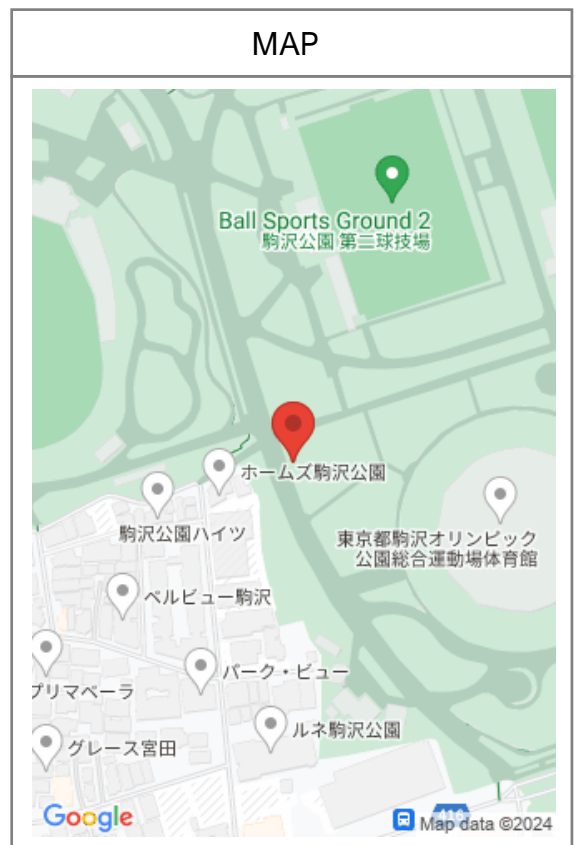 MAP
Ball Sports Ground 2
駒沢公園 第二球技場
ホームズ駒沢公園
駒沢公園ハイツ
東京都駒沢オリンピック
公園総合運動場体育館
ベルビュー駒沢
パーク・ビュー
プリマベーラ
ルネ駒沢公園
グレース宮田
416
Google
Map data ©2024